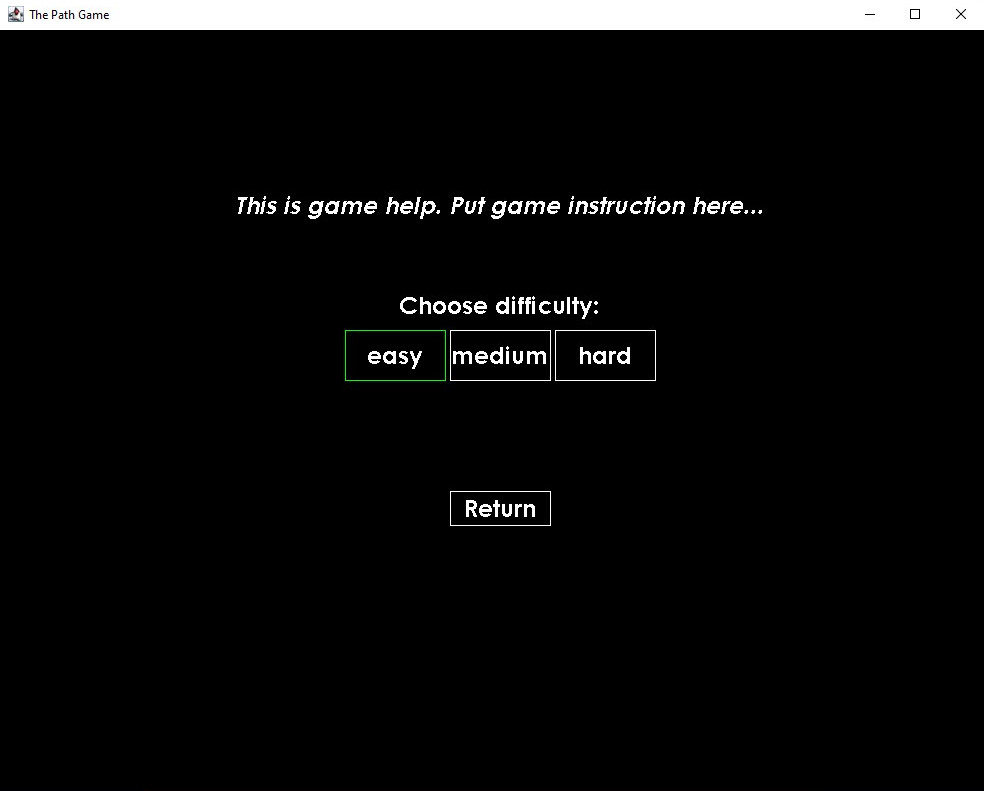 The Path Game
This is game help. Put game instruction here...
Choose difficulty:
easy medium hard
Return